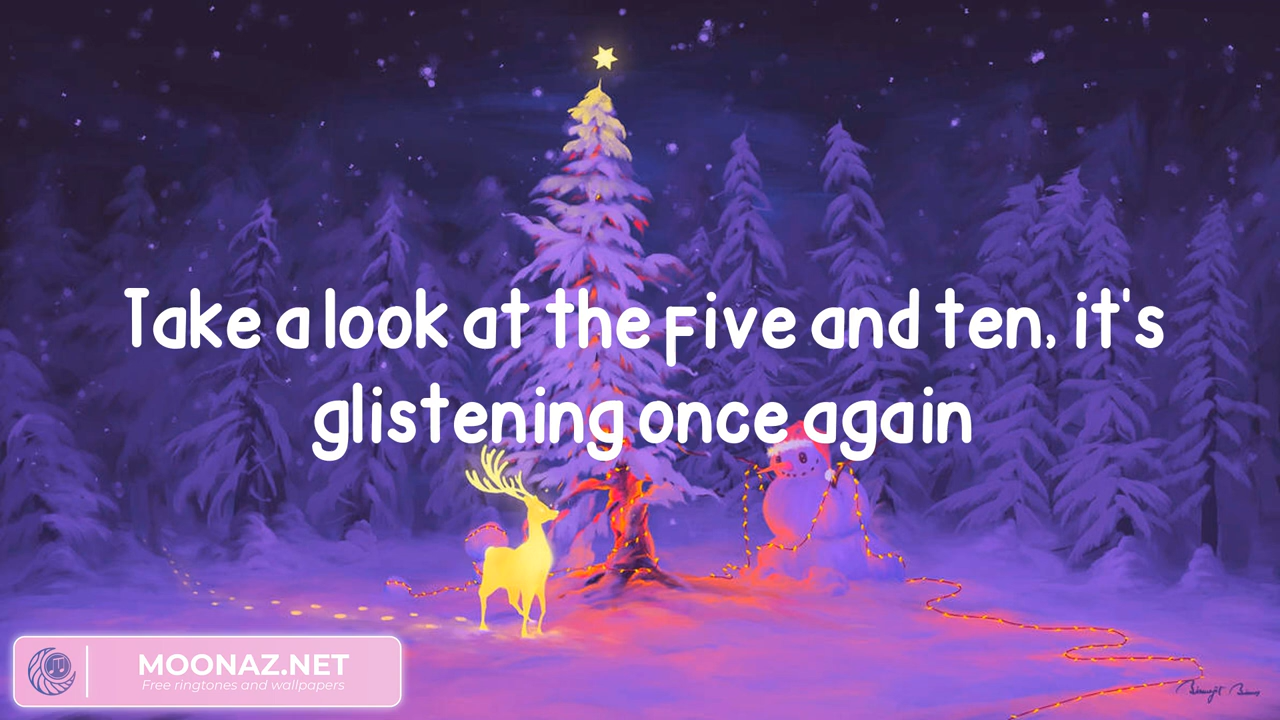 Take a look at the Five and ten, it's
glistening once again
MOONAZ.NET
Free ringtones and wallpapers